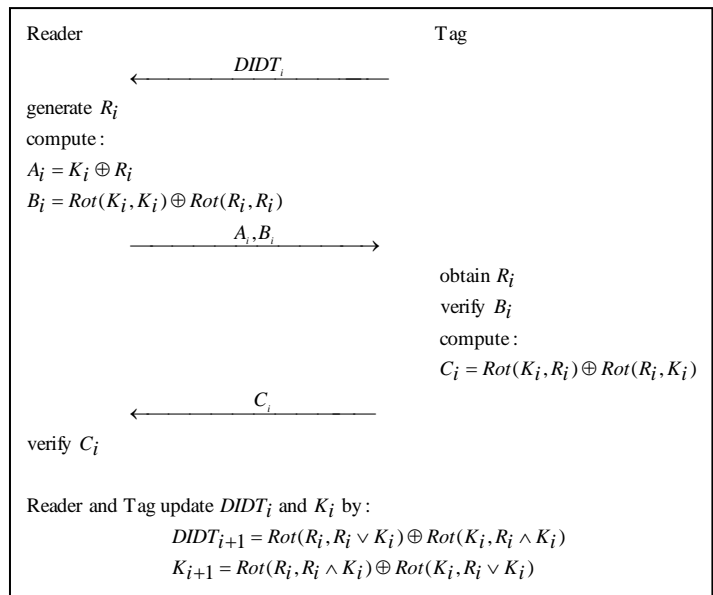 Reader Tag
DIDT_i
generate R_i
compute :
A_i = K_i ⊕ R_i
B_i = Rot(K_i, K_i) ⊕ Rot(R_i, R_i)
A_i, B_i
obtain R_i
verify B_i
compute :
C_i = Rot(K_i, R_i) ⊕ Rot(R_i, K_i)
C_i
verify C_i
Reader and Tag update DIDT_i and K_i by :
DIDT_{i+1} = Rot(R_i, R_i ∨ K_i) ⊕ Rot(K_i, R_i ∧ K_i)
K_{i+1} = Rot(R_i, R_i ∧ K_i) ⊕ Rot(K_i, R_i ∨ K_i)